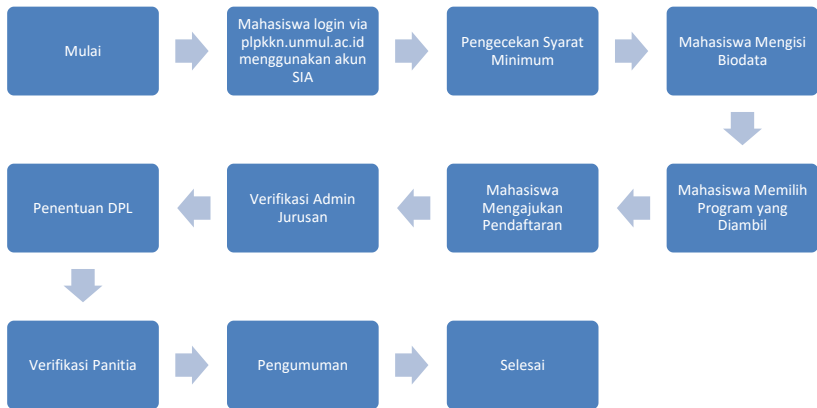 Mulai
Mahasiswa login via
plpkkn.unmul.ac.id
menggunakan akun
SIA
Pengecekan Syarat
Minimum
Mahasiswa Mengisi
Biodata
Mahasiswa Memilih
Program yang
Diambil
Mahasiswa
Mengajukan
Pendaftaran
Verifikasi Admin
Jurusan
Penentuan DPL
Verifikasi Panitia
Pengumuman
Selesai